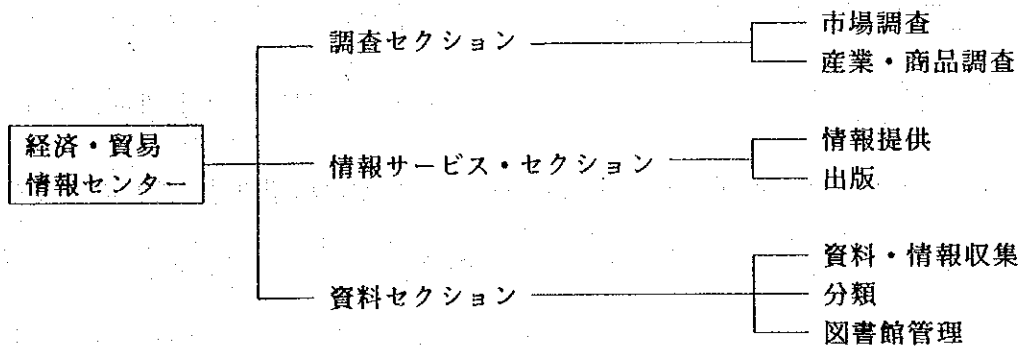 経済・貿易
情報センター
調査セクション
市場調査
産業・商品調査
情報サービス・セクション
情報提供
出版
資料セクション
資料・情報収集
分類
図書館管理